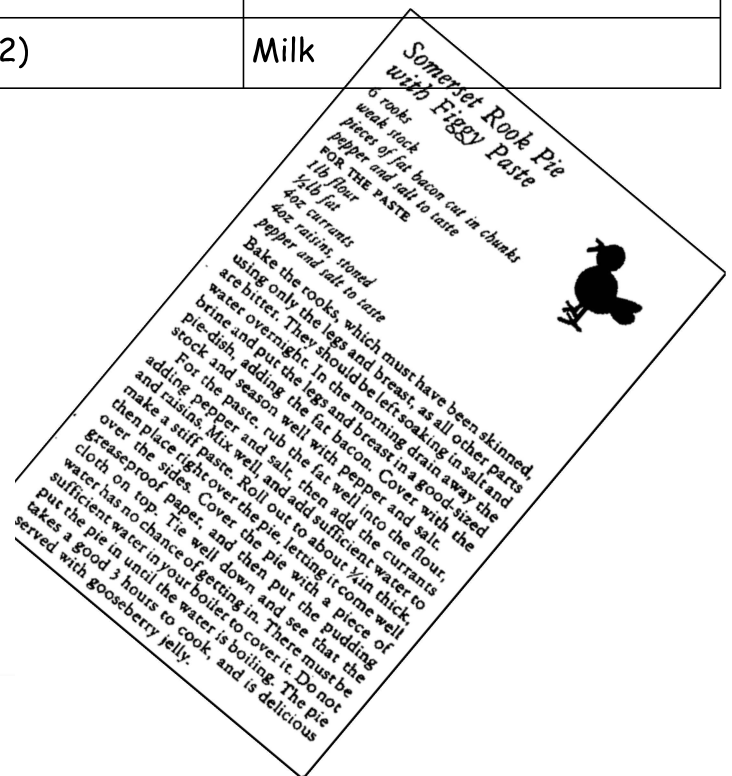 2)
Milk
Somerset Rook Pie
with Figgy Paste
6 rooks
weak stock
pieces of fat bacon cut in chunks
pepper and salt to taste
FOR THE PASTE
1lb flour
½lb fat
4oz currants
4oz raisins, stoned
pepper and salt to taste
Bake the rooks, which must have been skinned,
using only the legs and breast, as all other parts
are bitter. They should be left soaking in salt and
water overnight. In the morning drain away the
brine and put the legs and breast in a good-sized
pie-dish, adding the fat bacon. Cover with the
stock and season well with pepper and salt.
For the paste. rub the fat well into the flour,
adding pepper and salt, then add the currants
and raisins. Mix well, and add sufficient water to
make a stiff paste. Roll out to about ¼in thick,
then place right over the pie, letting it come well
over the sides. Cover the pie with a piece of
greaseproof paper, and then put the pudding
cloth on top. Tie well down and see that the
water has no chance of getting in. There must be
sufficient water in your boiler to cover it. Do not
put the pie in until the water is boiling. The pie
takes a good 3 hours to cook, and is delicious
served with gooseberry jelly.